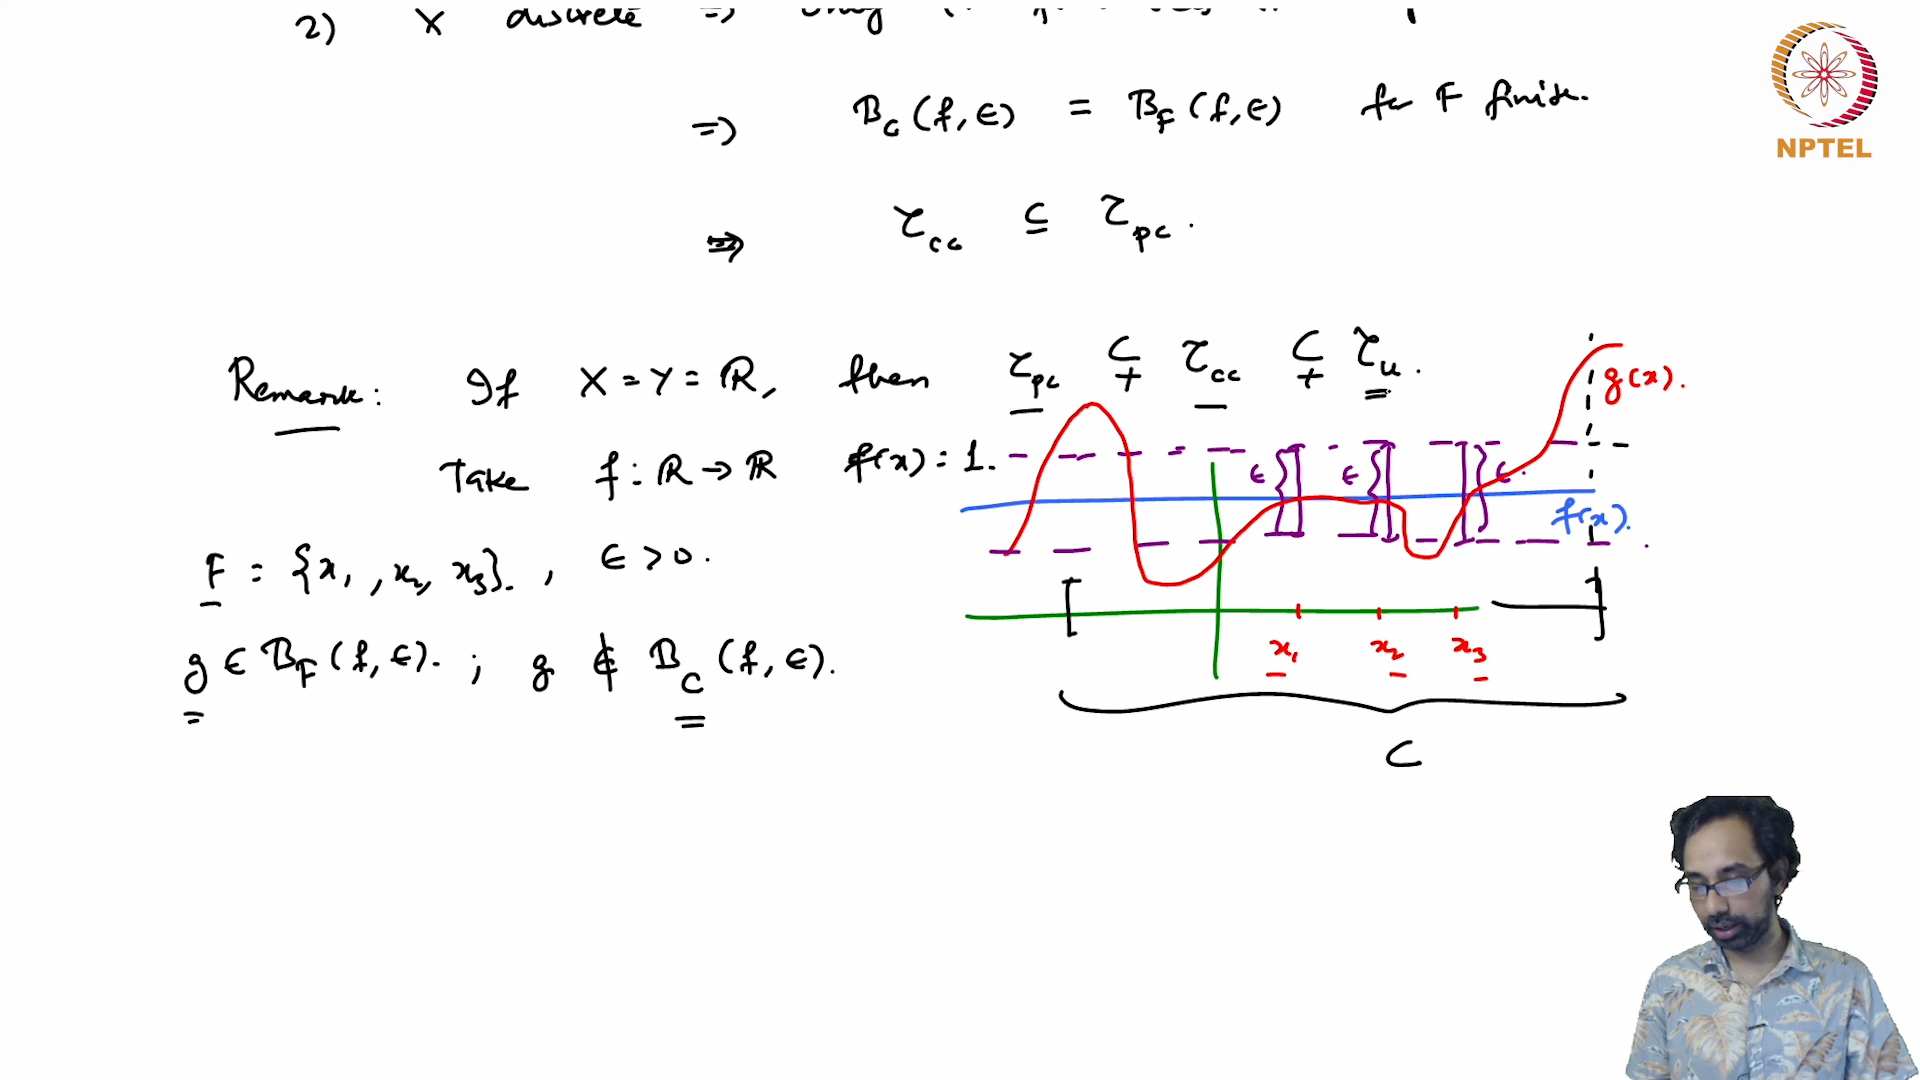 2) X discrete ⇒ only
⇒ B_C (f, ε) = B_F (f, ε) for F finite.
⇒ τ_cc ⊆ τ_pc.
NPTEL
Remark: If X = Y = ℝ, then τ_pc ⊊ τ_cc ⊊ τ_u.
Take f : ℝ → ℝ f(x) = 1.
F = {x₁, x₂, x₃}, ε > 0.
g ∈ B_F (f, ε). ; g ∉ B_C (f, ε).
g(x).
ε ε ε.
f(x).
x₁ x₂ x₃
C